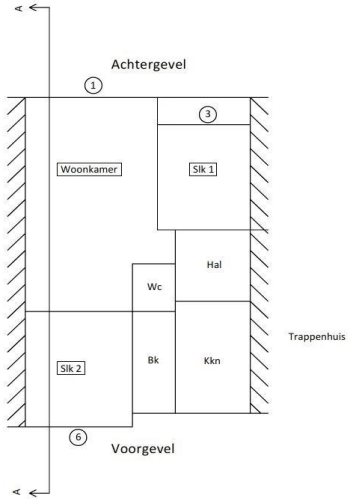 A
Achtergevel
1
3
Woonkamer
Slk 1
Hal
Wc
Trappenhuis
Bk
Kkn
Slk 2
6
Voorgevel
A